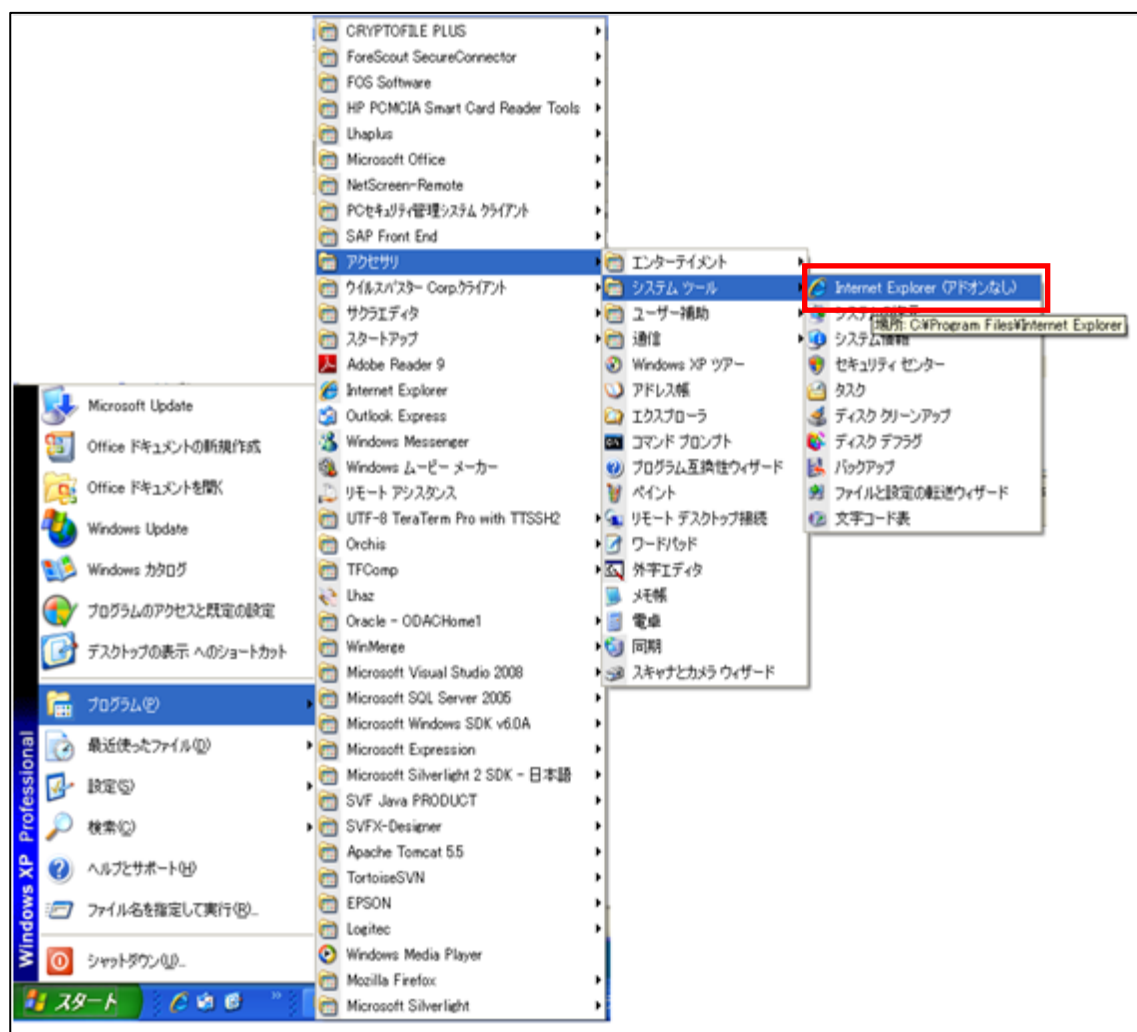 CRYPTOFILE PLUS
ForeScout SecureConnector
FOS Software
HP PCMCIA Smart Card Reader Tools
Lhaplus
Microsoft Office
NetScreen-Remote
PCセキュリティ管理システム クライアント
SAP Front End
アクセサリ
ウイルスバスター Corp.クライアント
サクラエディタ
スタートアップ
Adobe Reader 9
Internet Explorer
Outlook Express
Windows Messenger
Windows ムービー メーカー
リモート アシスタンス
UTF-8 TeraTerm Pro with TTSSH2
Orchis
TFComp
Lhaz
Oracle - ODACHome1
WinMerge
Microsoft Visual Studio 2008
Microsoft SQL Server 2005
Microsoft Windows SDK v6.0A
Microsoft Expression
Microsoft Silverlight 2 SDK - 日本語
SVF Java PRODUCT
SVFX-Designer
Apache Tomcat 5.5
TortoiseSVN
EPSON
Logitec
Windows Media Player
Mozilla Firefox
Microsoft Silverlight
エンターテイメント
システム ツール
ユーザー補助
通信
Windows XP ツアー
アドレス帳
エクスプローラ
コマンド プロンプト
プログラム互換性ウィザード
ペイント
リモート デスクトップ接続
ワードパッド
外字エディタ
メモ帳
電卓
同期
スキャナとカメラ ウィザード
Internet Explorer (アドオンなし)
場所: C:¥Program Files¥Internet Explorer
システム情報
セキュリティ センター
タスク
ディスク クリーンアップ
ディスク デフラグ
バックアップ
ファイルと設定の転送ウィザード
文字コード表
Microsoft Update
Office ドキュメントの新規作成
Office ドキュメントを開く
Windows Update
Windows カタログ
プログラムのアクセスと既定の設定
デスクトップの表示 へのショートカット
プログラム(P)
最近使ったファイル(D)
設定(S)
検索(C)
ヘルプとサポート(H)
ファイル名を指定して実行(R)...
シャットダウン(U)...
Windows XP Professional
スタート